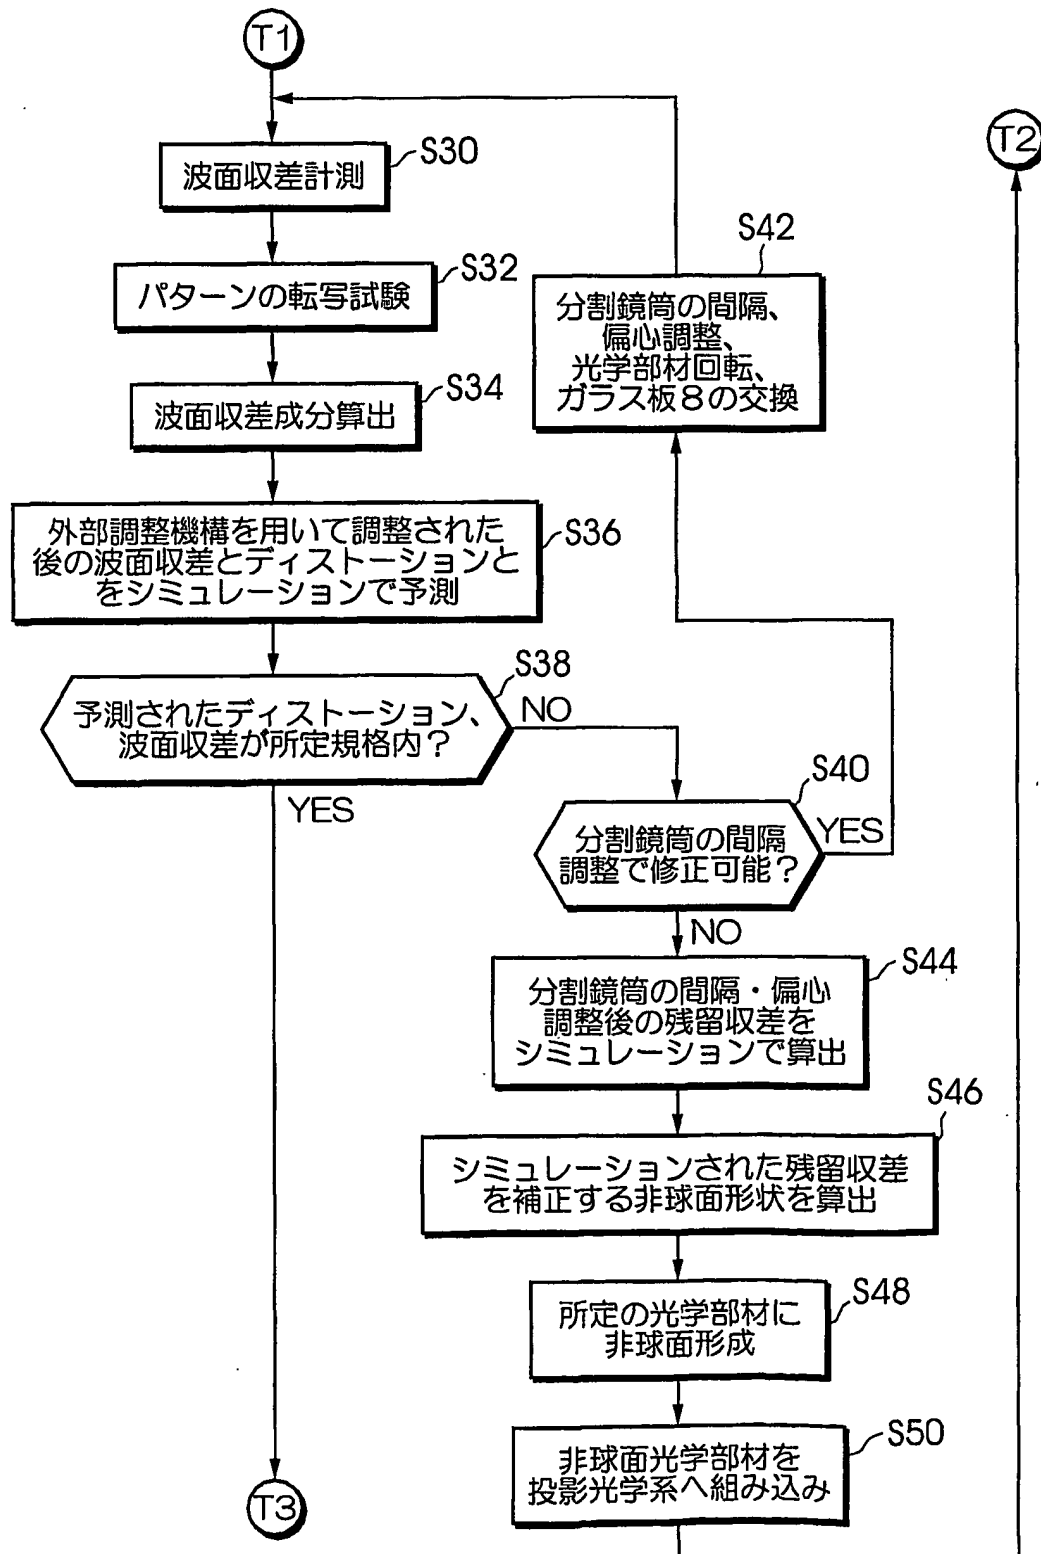 T1
T2
波面収差計測
S30
パターンの転写試験
S32
波面収差成分算出
S34
外部調整機構を用いて調整された
後の波面収差とディストーションと
をシミュレーションで予測
S36
予測されたディストーション、
波面収差が所定規格内？
S38
NO
YES
S42
分割鏡筒の間隔、
偏心調整、
光学部材回転、
ガラス板８の交換
S40
分割鏡筒の間隔
調整で修正可能？
YES
NO
S44
分割鏡筒の間隔・偏心
調整後の残留収差を
シミュレーションで算出
S46
シミュレーションされた残留収差
を補正する非球面形状を算出
S48
所定の光学部材に
非球面形成
S50
非球面光学部材を
投影光学系へ組み込み
T3